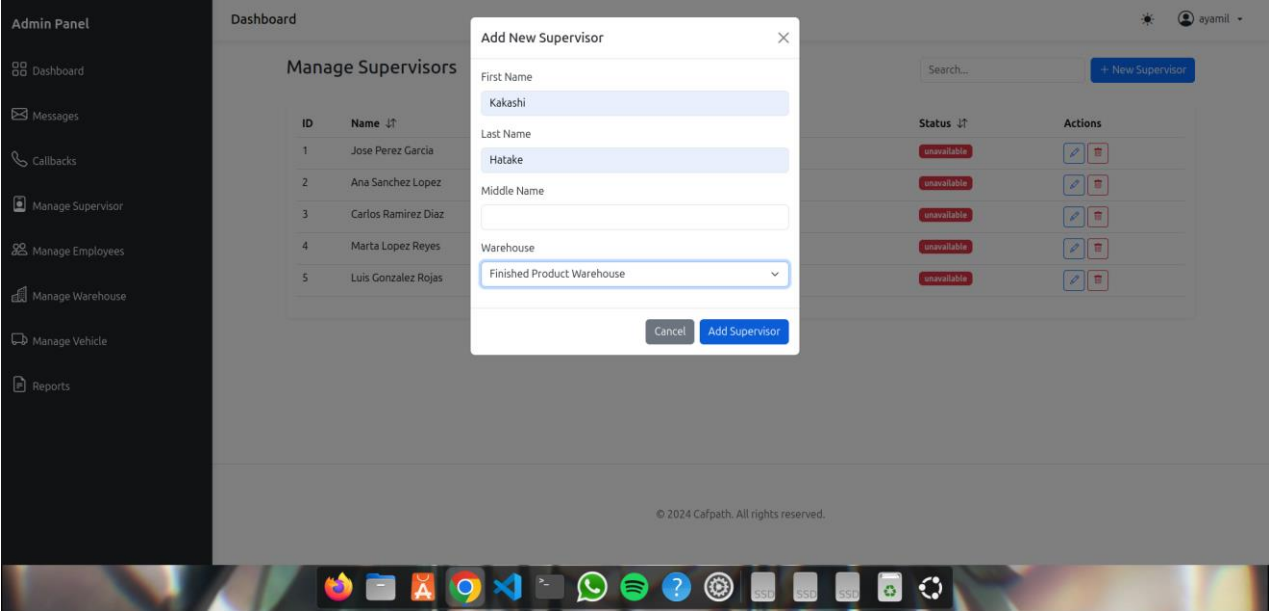 Admin Panel
Dashboard
Messages
Callbacks
Manage Supervisor
Manage Employees
Manage Warehouse
Manage Vehicle
Reports
Dashboard
ayamil
Manage Supervisors
Search...
+ New Supervisor
ID Name Status Actions
1 Jose Perez Garcia unavailable
2 Ana Sanchez Lopez unavailable
3 Carlos Ramirez Diaz unavailable
4 Marta Lopez Reyes unavailable
5 Luis Gonzalez Rojas unavailable
Add New Supervisor
First Name
Kakashi
Last Name
Hatake
Middle Name
Warehouse
Finished Product Warehouse
Cancel Add Supervisor
© 2024 Cafpath. All rights reserved.
SSD SSD SSD